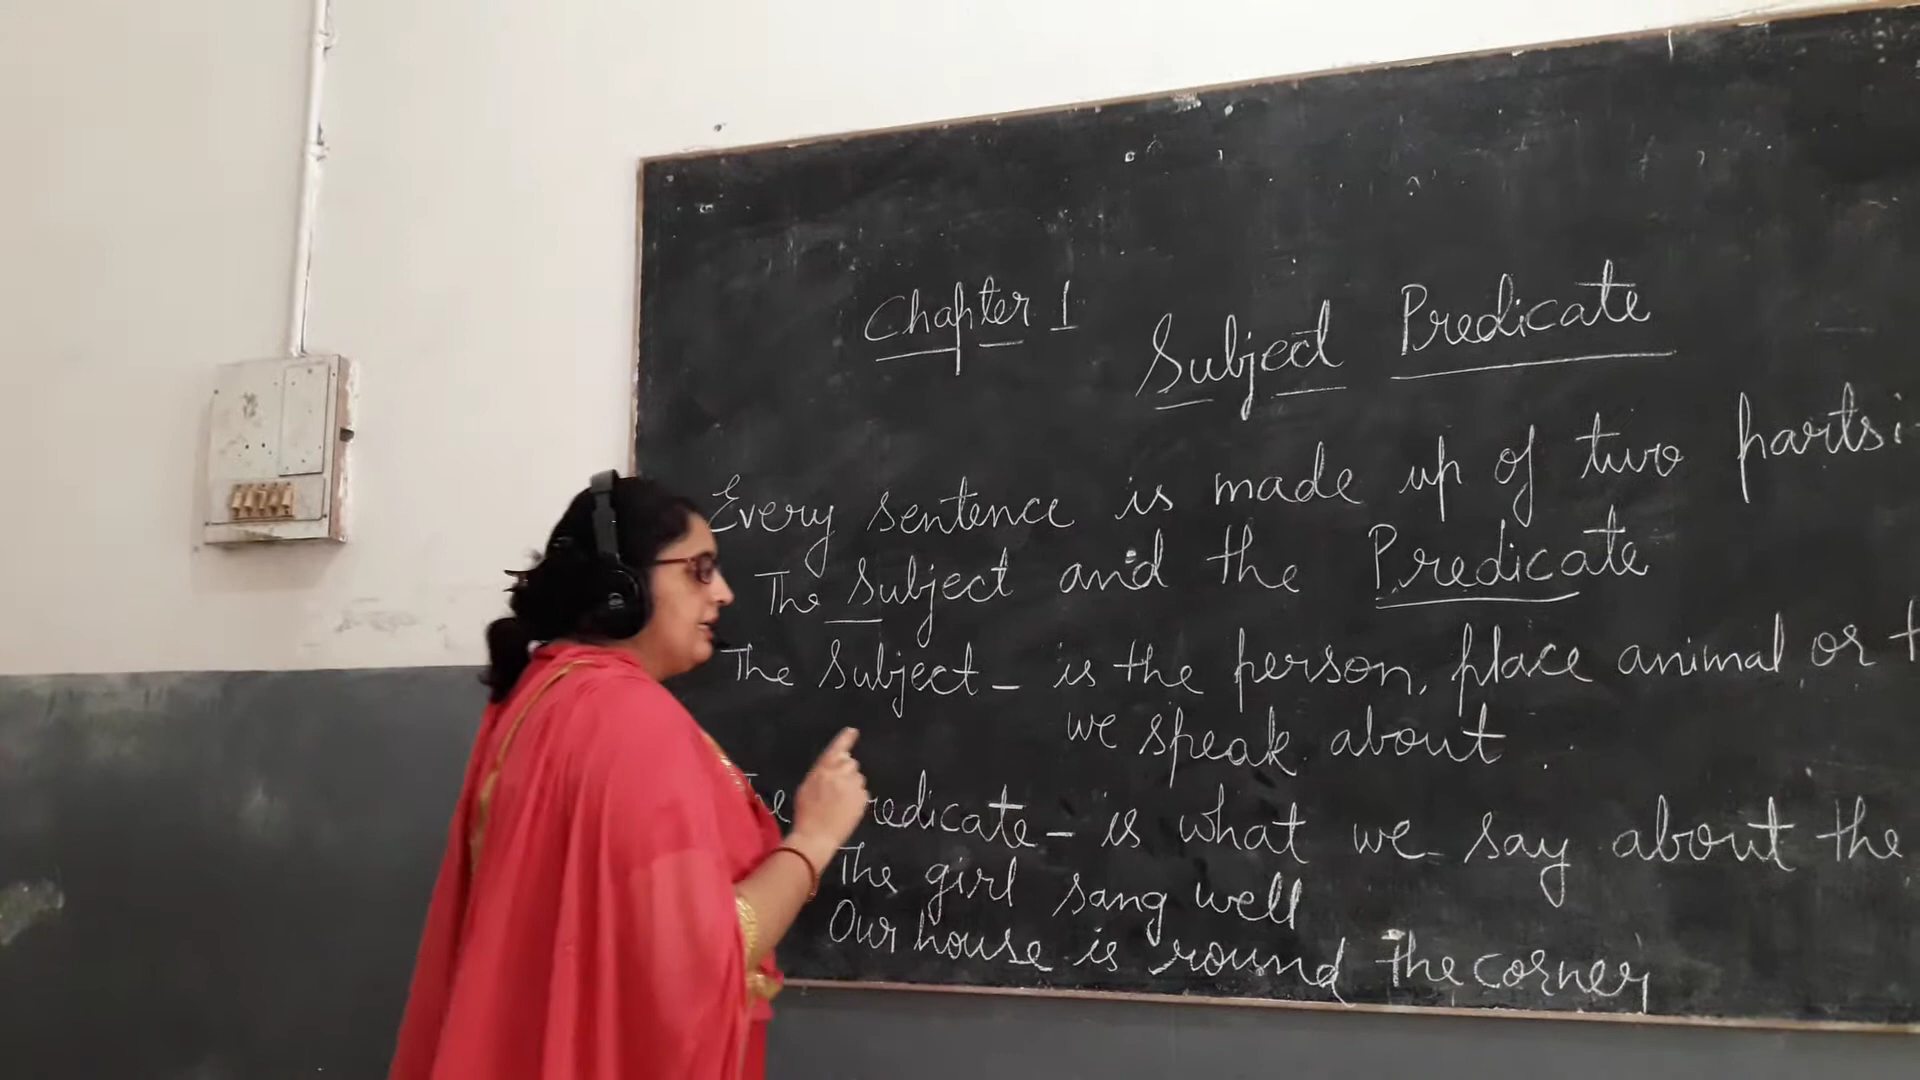 Chapter 1
Subject Predicate
Every sentence is made up of two parts:-
The Subject and the Predicate
The Subject - is the person, place animal or
we speak about.
The Predicate - is what we say about the
The girl sang well
Our house is round the corner